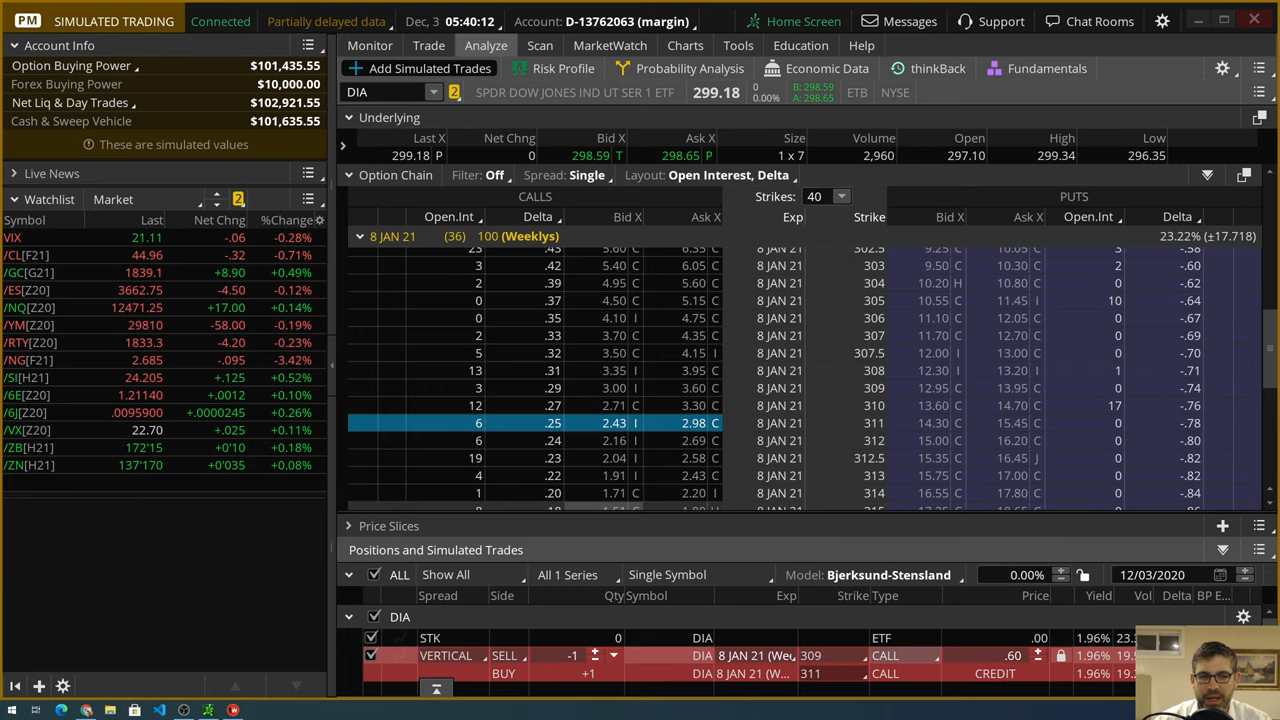 PM SIMULATED TRADING Connected Partially delayed data Dec, 3 05:40:12 Account: D-13762063 (margin) Home Screen Messages Support Chat Rooms
Account Info
Option Buying Power $101,435.55
Forex Buying Power $10,000.00
Net Liq & Day Trades $102,921.55
Cash & Sweep Vehicle $101,635.55
These are simulated values
Live News
Watchlist Market 2
Symbol Last Net Chng %Change
VIX 21.11 -.06 -0.28%
/CL[F21] 44.96 -.32 -0.71%
/GC[G21] 1839.1 +8.90 +0.49%
/ES[Z20] 3662.75 -4.50 -0.12%
/NQ[Z20] 12471.25 +17.00 +0.14%
/YM[Z20] 29810 -58.00 -0.19%
/RTY[Z20] 1833.3 -4.20 -0.23%
/NG[F21] 2.685 -.095 -3.42%
/SI[H21] 24.205 +.125 +0.52%
/6E[Z20] 1.21140 +.0012 +0.10%
/6J[Z20] .0095900 +.0000245 +0.26%
/VX[Z20] 22.70 +.025 +0.11%
/ZB[H21] 172'15 +0'10 +0.18%
/ZN[H21] 137'170 +0'035 +0.08%
Monitor Trade Analyze Scan MarketWatch Charts Tools Education Help
Add Simulated Trades Risk Profile Probability Analysis Economic Data thinkBack Fundamentals
DIA 2 SPDR DOW JONES IND UT SER 1 ETF 299.18 0 0.00% B: 298.59 A: 298.65 ETB NYSE
Underlying
Last X Net Chng Bid X Ask X Size Volume Open High Low
299.18 P 0 298.59 T 298.65 P 1 x 7 2,960 297.10 299.34 296.35
Option Chain Filter: Off Spread: Single Layout: Open Interest, Delta
CALLS Strikes: 40 PUTS
Open.Int Delta Bid X Ask X Exp Strike Bid X Ask X Open.Int Delta
8 JAN 21 (36) 100 (Weeklys) 23.22% (±17.718)
23 .43 5.60 C 6.35 C 8 JAN 21 302.5 9.25 C 10.05 C 3 -.58
3 .42 5.40 C 6.05 C 8 JAN 21 303 9.50 C 10.30 C 2 -.60
2 .39 4.95 C 5.60 C 8 JAN 21 304 10.20 H 10.80 C 0 -.62
0 .37 4.50 C 5.15 C 8 JAN 21 305 10.55 C 11.45 I 10 -.64
0 .35 4.10 I 4.75 C 8 JAN 21 306 11.10 C 12.05 C 0 -.67
2 .33 3.70 C 4.35 C 8 JAN 21 307 11.70 C 12.70 C 0 -.69
5 .32 3.50 C 4.15 I 8 JAN 21 307.5 12.00 I 13.00 C 0 -.70
13 .31 3.35 I 3.95 C 8 JAN 21 308 12.30 C 13.20 I 1 -.71
3 .29 3.00 I 3.60 C 8 JAN 21 309 12.95 C 13.95 C 0 -.74
12 .27 2.71 C 3.30 C 8 JAN 21 310 13.60 C 14.70 C 17 -.76
6 .25 2.43 I 2.98 C 8 JAN 21 311 14.30 C 15.45 C 0 -.78
6 .24 2.16 I 2.69 C 8 JAN 21 312 15.00 C 16.20 C 0 -.80
19 .23 2.04 I 2.58 C 8 JAN 21 312.5 15.35 C 16.45 J 0 -.82
4 .22 1.91 I 2.43 C 8 JAN 21 313 15.75 C 17.00 C 0 -.82
1 .20 1.71 C 2.20 I 8 JAN 21 314 16.55 C 17.80 C 0 -.84
Price Slices
Positions and Simulated Trades
ALL Show All All 1 Series Single Symbol Model: Bjerksund-Stensland 0.00% 12/03/2020
Spread Side Qty Symbol Exp Strike Type Price Yield Vol Delta BP E...
DIA
STK 0 DIA ETF .00 1.96%
VERTICAL SELL -1 DIA 8 JAN 21 (Wee 309 CALL .60 1.96%
BUY +1 DIA 8 JAN 21 (W... 311 CALL CREDIT 1.96%